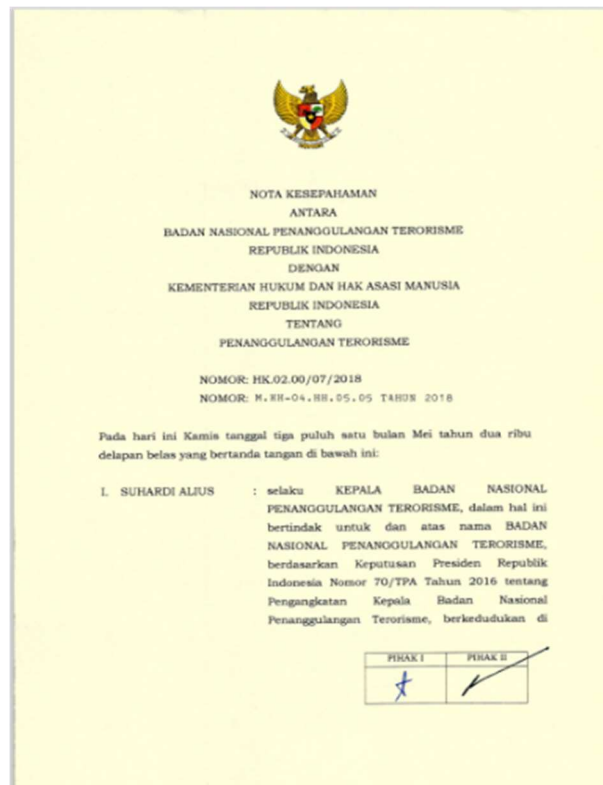 NOTA KESEPAHAMAN
ANTARA
BADAN NASIONAL PENANGGULANGAN TERORISME
REPUBLIK INDONESIA
DENGAN
KEMENTERIAN HUKUM DAN HAK ASASI MANUSIA
REPUBLIK INDONESIA
TENTANG
PENANGGULANGAN TERORISME
NOMOR: HK.02.00/07/2018
NOMOR: M.HH-04.HH.05.05 TAHUN 2018
Pada hari ini Kamis tanggal tiga puluh satu bulan Mei tahun dua ribu
delapan belas yang bertanda tangan di bawah ini:
I. SUHARDI ALIUS : selaku KEPALA BADAN NASIONAL
PENANGGULANGAN TERORISME, dalam hal ini
bertindak untuk dan atas nama BADAN
NASIONAL PENANGGULANGAN TERORISME,
berdasarkan Keputusan Presiden Republik
Indonesia Nomor 70/TPA Tahun 2016 tentang
Pengangkatan Kepala Badan Nasional
Penanggulangan Terorisme, berkedudukan di
PIHAK I PIHAK II